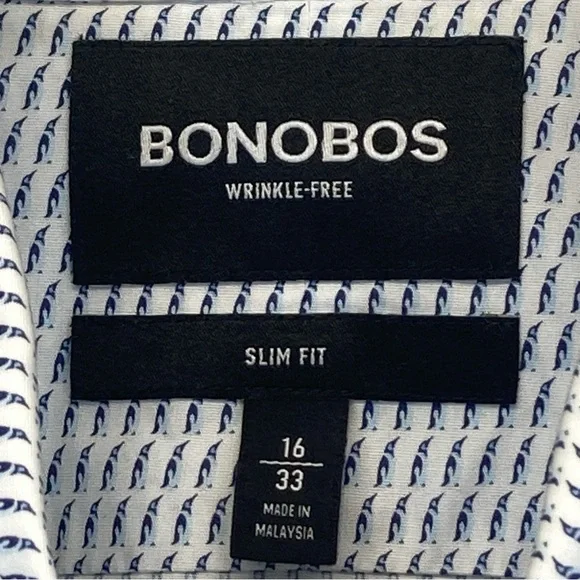 BONOBOS
WRINKLE-FREE
SLIM FIT
16
33
MADE IN
MALAYSIA